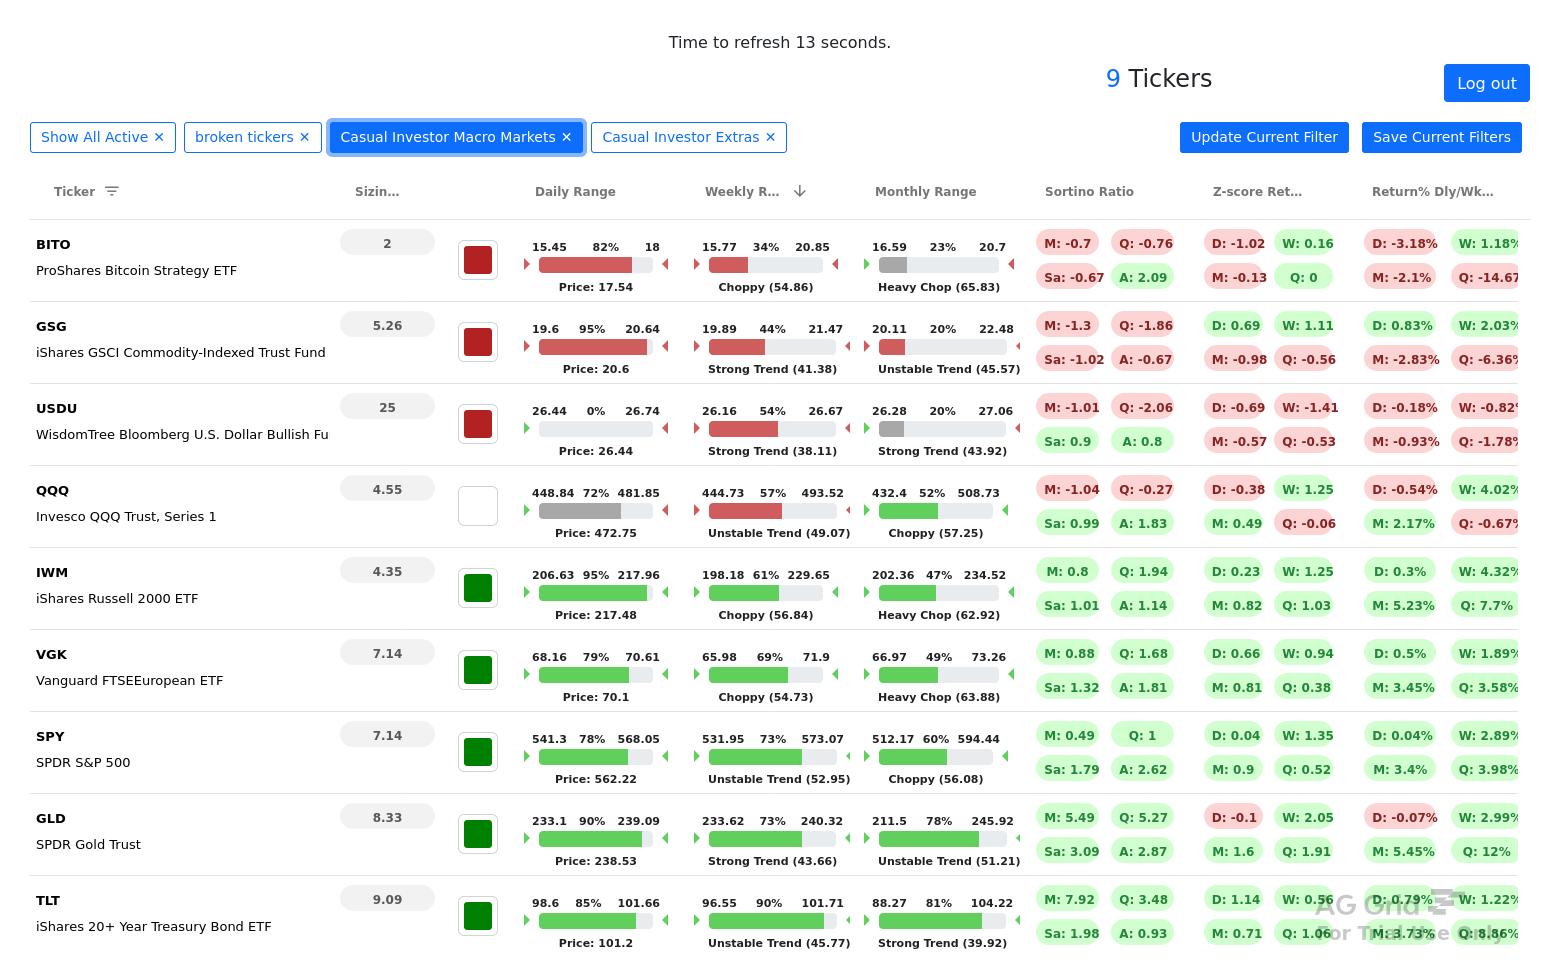 Time to refresh 13 seconds.
9 Tickers
Log out
Show All Active ✕ broken tickers ✕ Casual Investor Macro Markets ✕ Casual Investor Extras ✕ Update Current Filter Save Current Filters
Ticker Sizin... Daily Range Weekly R... Monthly Range Sortino Ratio Z-score Ret... Return% Dly/Wk...
BITO 2 15.45 82% 18 15.77 34% 20.85 16.59 23% 20.7 M: -0.7 Q: -0.76 D: -1.02 W: 0.16 D: -3.18% W: 1.18%
ProShares Bitcoin Strategy ETF Sa: -0.67 A: 2.09 M: -0.13 Q: 0 M: -2.1% Q: -14.67
Price: 17.54 Choppy (54.86) Heavy Chop (65.83)
GSG 5.26 19.6 95% 20.64 19.89 44% 21.47 20.11 20% 22.48 M: -1.3 Q: -1.86 D: 0.69 W: 1.11 D: 0.83% W: 2.03%
iShares GSCI Commodity-Indexed Trust Fund Sa: -1.02 A: -0.67 M: -0.98 Q: -0.56 M: -2.83% Q: -6.36%
Price: 20.6 Strong Trend (41.38) Unstable Trend (45.57)
USDU 25 26.44 0% 26.74 26.16 54% 26.67 26.28 20% 27.06 M: -1.01 Q: -2.06 D: -0.69 W: -1.41 D: -0.18% W: -0.82%
WisdomTree Bloomberg U.S. Dollar Bullish Fu Sa: 0.9 A: 0.8 M: -0.57 Q: -0.53 M: -0.93% Q: -1.78%
Price: 26.44 Strong Trend (38.11) Strong Trend (43.92)
QQQ 4.55 448.84 72% 481.85 444.73 57% 493.52 432.4 52% 508.73 M: -1.04 Q: -0.27 D: -0.38 W: 1.25 D: -0.54% W: 4.02%
Invesco QQQ Trust, Series 1 Sa: 0.99 A: 1.83 M: 0.49 Q: -0.06 M: 2.17% Q: -0.67%
Price: 472.75 Unstable Trend (49.07) Choppy (57.25)
IWM 4.35 206.63 95% 217.96 198.18 61% 229.65 202.36 47% 234.52 M: 0.8 Q: 1.94 D: 0.23 W: 1.25 D: 0.3% W: 4.32%
iShares Russell 2000 ETF Sa: 1.01 A: 1.14 M: 0.82 Q: 1.03 M: 5.23% Q: 7.7%
Price: 217.48 Choppy (56.84) Heavy Chop (62.92)
VGK 7.14 68.16 79% 70.61 65.98 69% 71.9 66.97 49% 73.26 M: 0.88 Q: 1.68 D: 0.66 W: 0.94 D: 0.5% W: 1.89%
Vanguard FTSEEuropean ETF Sa: 1.32 A: 1.81 M: 0.81 Q: 0.38 M: 3.45% Q: 3.58%
Price: 70.1 Choppy (54.73) Heavy Chop (63.88)
SPY 7.14 541.3 78% 568.05 531.95 73% 573.07 512.17 60% 594.44 M: 0.49 Q: 1 D: 0.04 W: 1.35 D: 0.04% W: 2.89%
SPDR S&P 500 Sa: 1.79 A: 2.62 M: 0.9 Q: 0.52 M: 3.4% Q: 3.98%
Price: 562.22 Unstable Trend (52.95) Choppy (56.08)
GLD 8.33 233.1 90% 239.09 233.62 73% 240.32 211.5 78% 245.92 M: 5.49 Q: 5.27 D: -0.1 W: 2.05 D: -0.07% W: 2.99%
SPDR Gold Trust Sa: 3.09 A: 2.87 M: 1.6 Q: 1.91 M: 5.45% Q: 12%
Price: 238.53 Strong Trend (43.66) Unstable Trend (51.21)
TLT 9.09 98.6 85% 101.66 96.55 90% 101.71 88.27 81% 104.22 M: 7.92 Q: 3.48 D: 1.14 W: 0.56 D: 0.79% W: 1.22%
iShares 20+ Year Treasury Bond ETF Sa: 1.98 A: 0.93 M: 0.71 Q: 1.06 M: 3.73% Q: 8.86%
Price: 101.2 Unstable Trend (45.77) Strong Trend (39.92)
AG Grid
For Trial Use Only